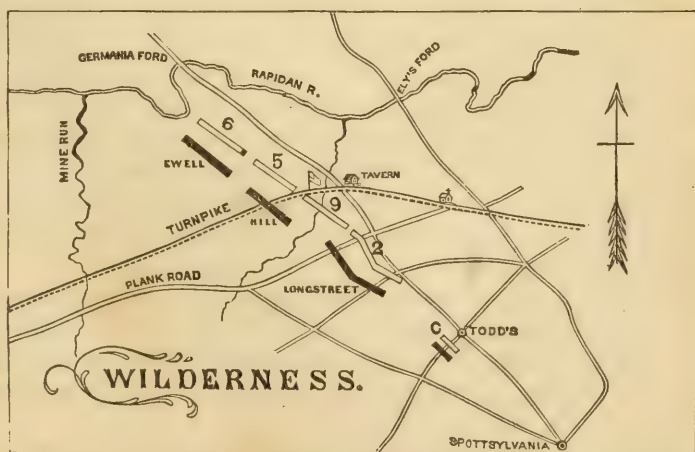 GERMANIA FORD
RAPIDAN R.
ELY'S FORD
MINE RUN
6
EWELL
5
TAVERN
9
HILL
TURNPIKE
2
PLANK ROAD
LONGSTREET
C
TODD'S
WILDERNESS.
SPOTTSYLVANIA